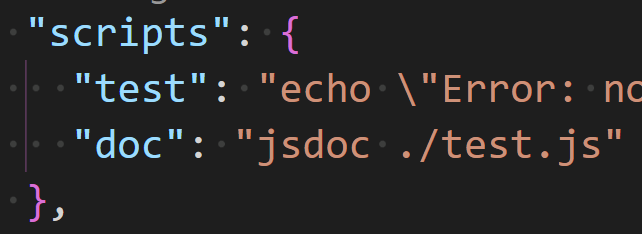 "scripts": {
"test": "echo \"Error: no
"doc": "jsdoc ./test.js"
},